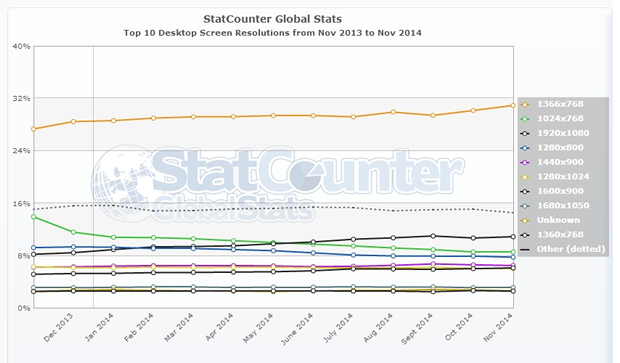 StatCounter Global Stats
Top 10 Desktop Screen Resolutions from Nov 2013 to Nov 2014
40%
32%
24%
16%
8%
0%
StatCounter
GlobalStats
1366x768
1024x768
1920x1080
1280x800
1440x900
1280x1024
1600x900
1680x1050
Unknown
1360x768
Other (dotted)
Dec 2013
Jan 2014
Feb 2014
Mar 2014
Apr 2014
May 2014
June 2014
July 2014
Aug 2014
Sept 2014
Oct 2014
Nov 2014